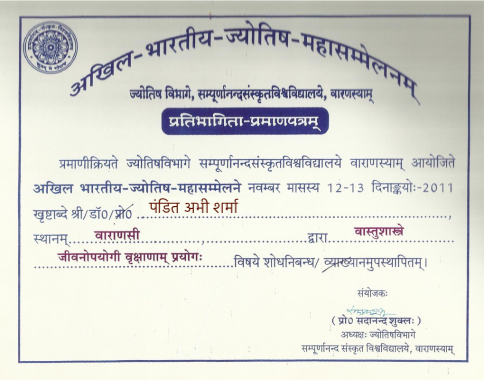 अखिल-भारतीय-ज्योतिष-महासम्मेलनम्
ज्योतिष विभागे, सम्पूर्णानन्दसंस्कृतविश्वविद्यालये, वाराणस्याम्
प्रतिभागिता-प्रमाणपत्रम्
प्रमाणीक्रियते ज्योतिषविभागे सम्पूर्णानन्दसंस्कृतविश्वविद्यालये वाराणस्याम् आयोजिते
अखिल भारतीय-ज्योतिष-महासम्मेलने नवम्बर मासस्य 12-13 दिनाङ्कयोः-2011
खृष्टाब्दे श्री/डॉ0/प्रो0 पंडित अभी शर्मा,
स्थानम् वाराणसी, द्वारा वास्तुशास्त्रे
जीवनोपयोगी वृक्षाणाम् प्रयोगः विषये शोधनिबन्ध/ व्याख्यानमुपस्थापितम्।
संयोजकः
(प्रो0 सदानन्द शुक्लः)
अध्यक्षः ज्योतिषविभागे
सम्पूर्णानन्द संस्कृत विश्वविद्यालये, वाराणस्याम्